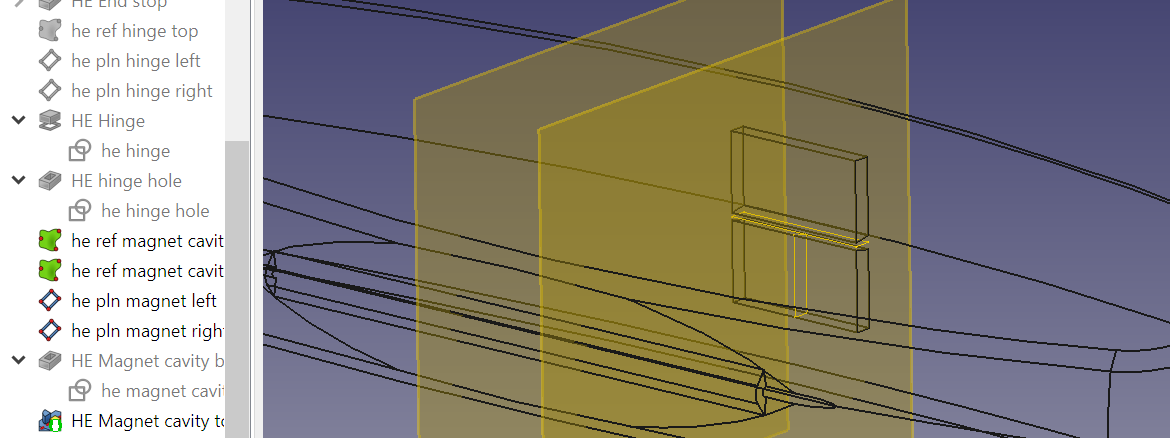 HE End stop
he ref hinge top
he pln hinge left
he pln hinge right
HE Hinge
he hinge
HE hinge hole
he hinge hole
he ref magnet cavit
he ref magnet cavit
he pln magnet left
he pln magnet righ
HE Magnet cavity b
he magnet cavi
HE Magnet cavity to